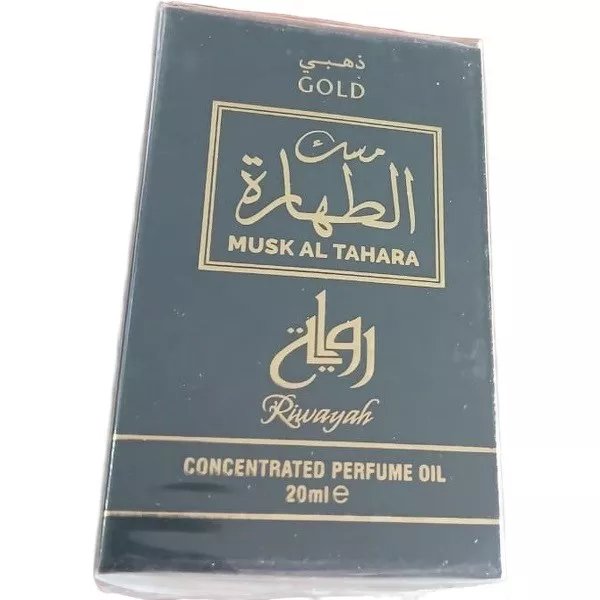 ذهبي
GOLD
مسك
الطهارة
MUSK AL TAHARA
رواية
Riwayah
CONCENTRATED PERFUME OIL
20ml e